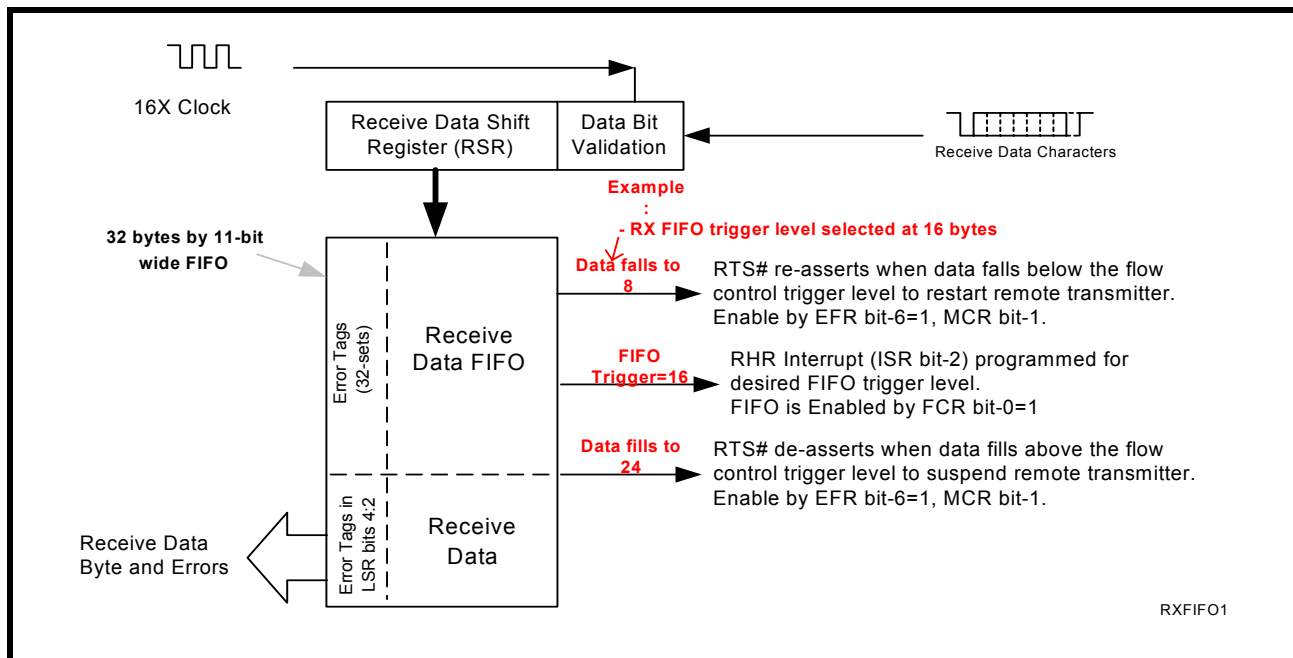 16X Clock
Receive Data Shift
Register (RSR)
Data Bit
Validation
Receive Data Characters
Example
:
- RX FIFO trigger level selected at 16 bytes
32 bytes by 11-bit
wide FIFO
Error Tags
(32-sets)
Receive
Data FIFO
Data falls to
8
RTS# re-asserts when data falls below the flow
control trigger level to restart remote transmitter.
Enable by EFR bit-6=1, MCR bit-1.
FIFO
Trigger=16
RHR Interrupt (ISR bit-2) programmed for
desired FIFO trigger level.
FIFO is Enabled by FCR bit-0=1
Data fills to
24
RTS# de-asserts when data fills above the flow
control trigger level to suspend remote transmitter.
Enable by EFR bit-6=1, MCR bit-1.
Error Tags in
LSR bits 4:2
Receive
Data
Receive Data
Byte and Errors
RXFIFO1